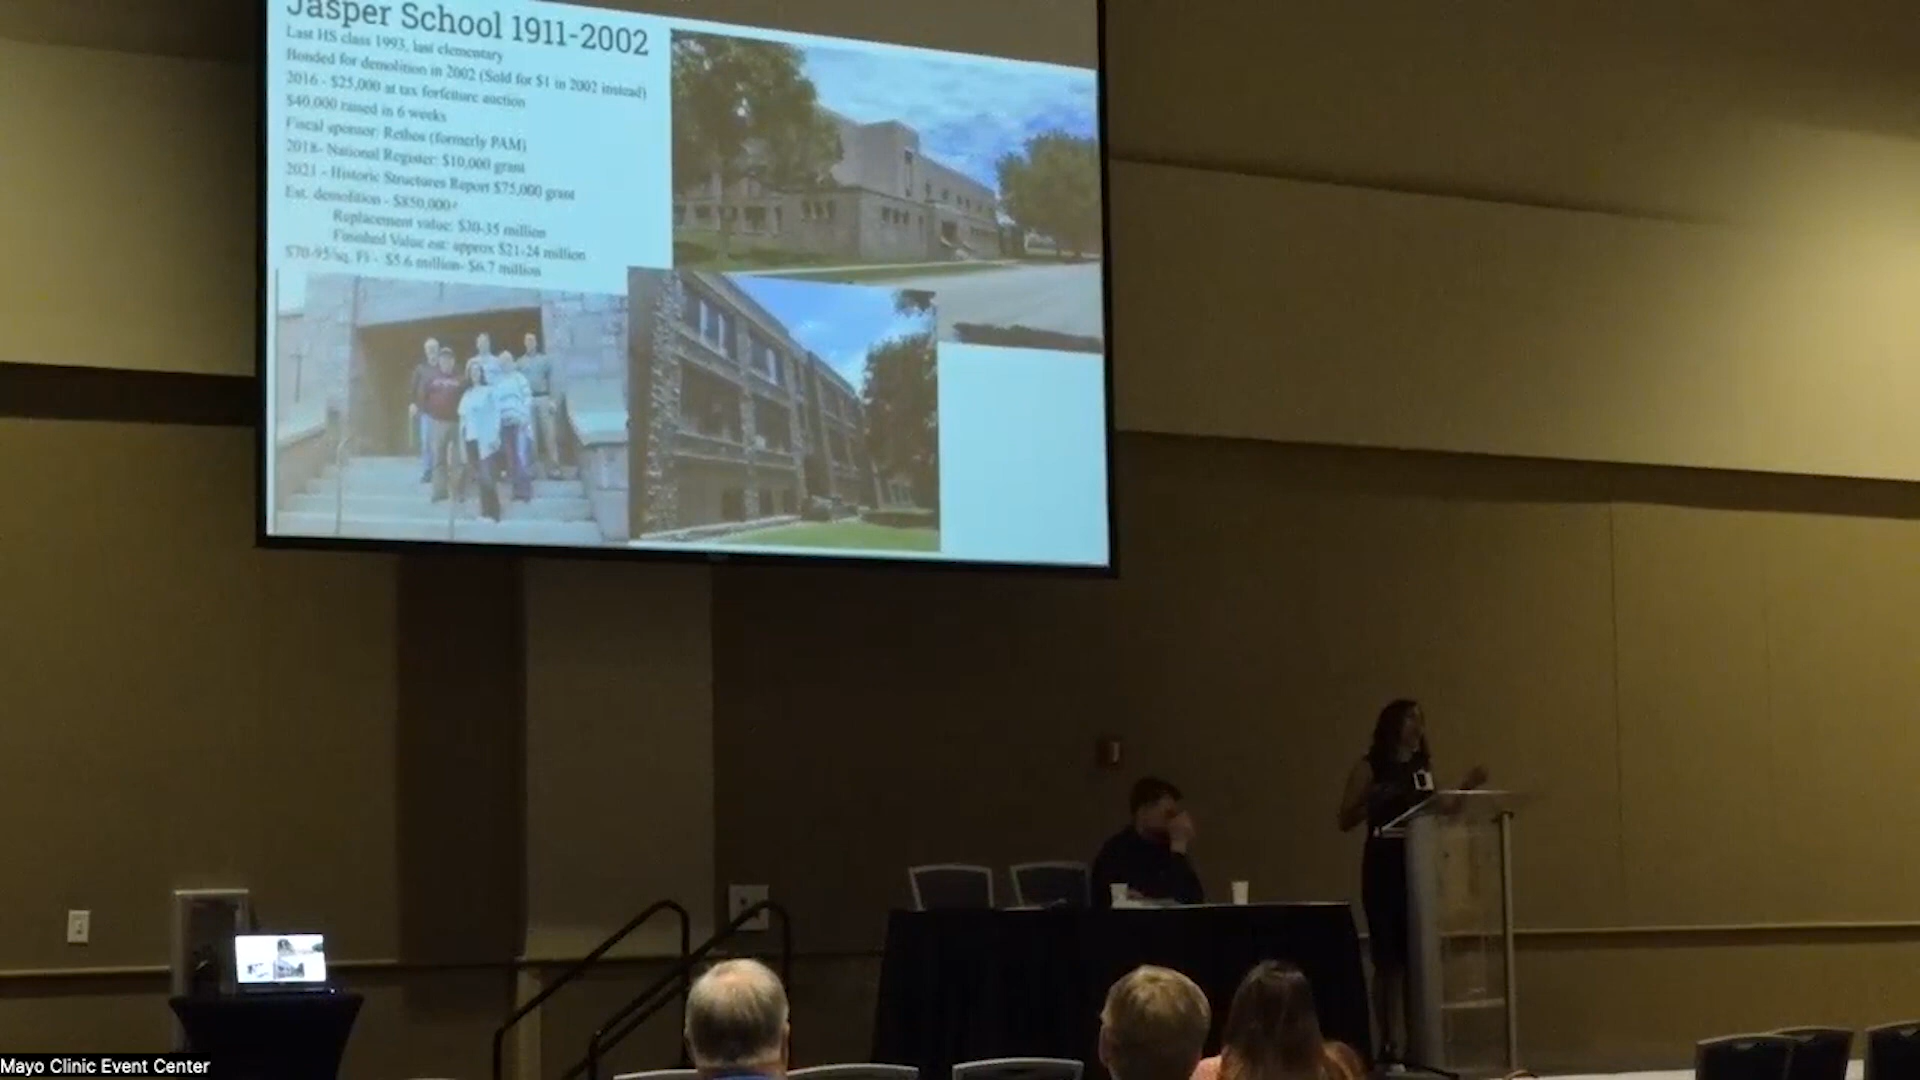 Jasper School 1911-2002
Last HS class 1993, last elementary
Bonded for demolition in 2002 (Sold for $1 in 2002 instead)
2016 - $25,000 at tax forfeiture auction
$40,000 raised in 6 weeks
Fiscal sponsor: Rethos (formerly PAM)
2018- National Register: $10,000 grant
2021 - Historic Structures Report $75,000 grant
Est. demolition - $850,000+
Replacement value: $30-35 million
Finished Value est: approx $21-24 million
$70-95/sq. Ft - $5.6 million- $6.7 million
Mayo Clinic Event Center